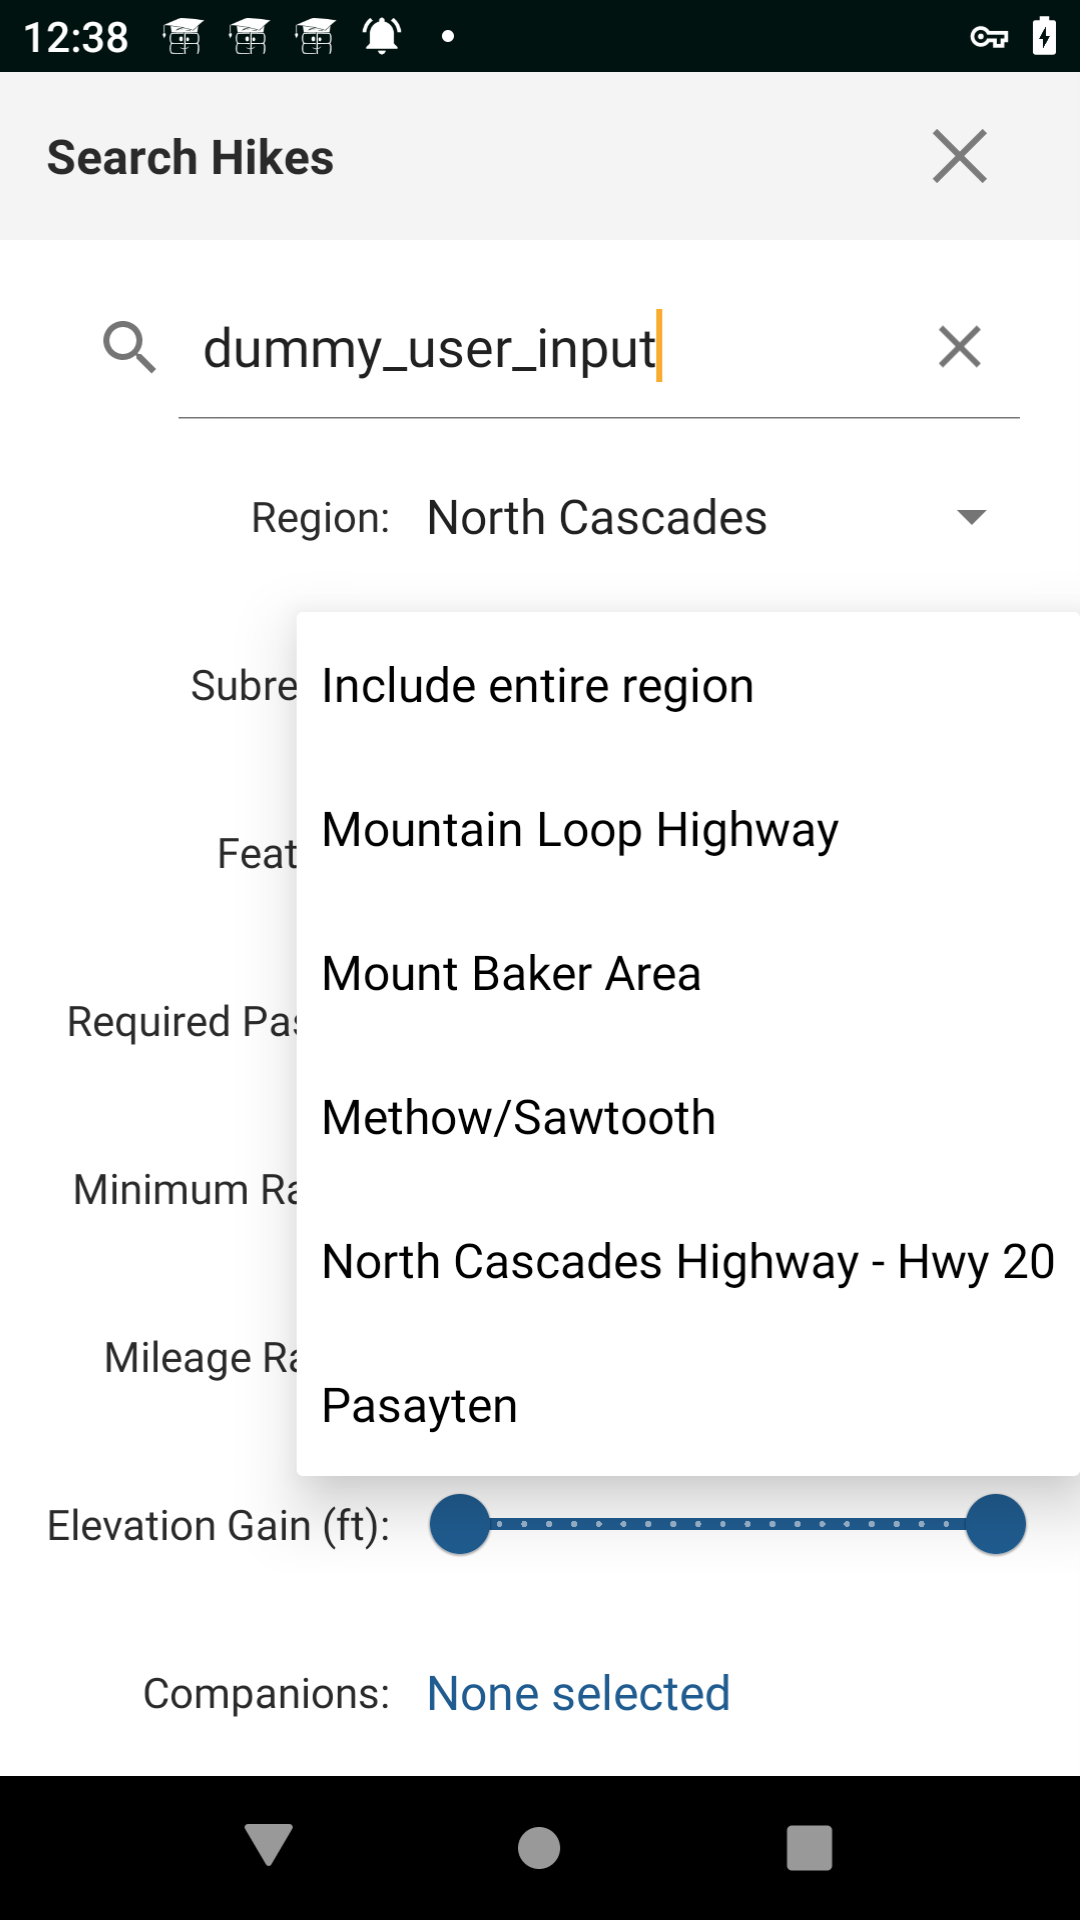 12:38
Search Hikes
dummy_user_input
Region: North Cascades
Subre
Include entire region
Mountain Loop Highway
Feat
Mount Baker Area
Required Pas
Methow/Sawtooth
Minimum Ra
North Cascades Highway - Hwy 20
Mileage Ra
Pasayten
Elevation Gain (ft):
Companions: None selected